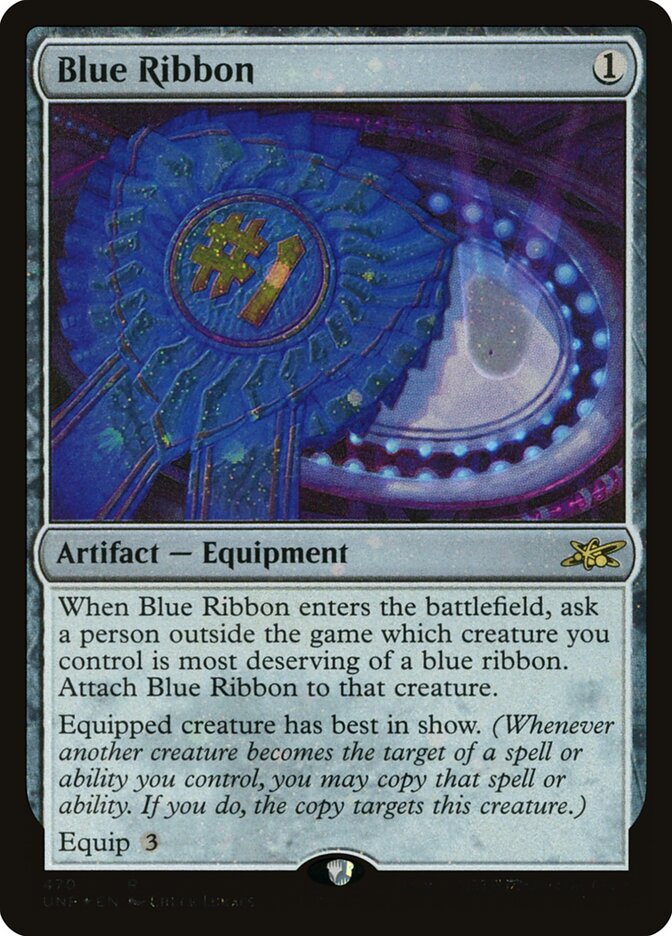 Blue Ribbon
1
#1
Artifact — Equipment
When Blue Ribbon enters the battlefield, ask
a person outside the game which creature you
control is most deserving of a blue ribbon.
Attach Blue Ribbon to that creature.
Equipped creature has best in show. (Whenever
another creature becomes the target of a spell or
ability you control, you may copy that spell or
ability. If you do, the copy targets this creature.)
Equip 3
470 R
UNF ★ EN